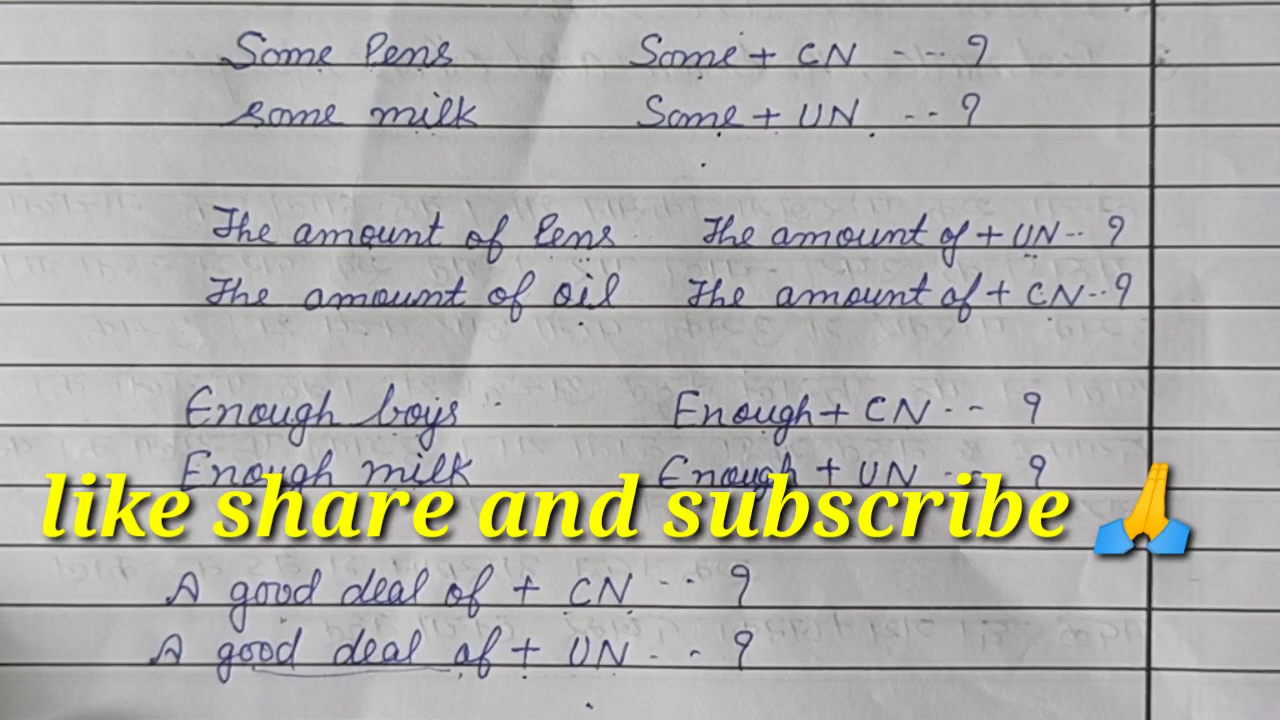 Some Pens Some + CN --- ?
Some milk Some + UN -- ?
The amount of Pens The amount of + UN -- ?
The amount of oil The amount of + CN -- ?
Enough boys Enough + CN -- ?
Enough milk Enough + UN -- ?
like share and subscribe 🙏
A good deal of + CN -- ?
A good deal of + UN -- ?